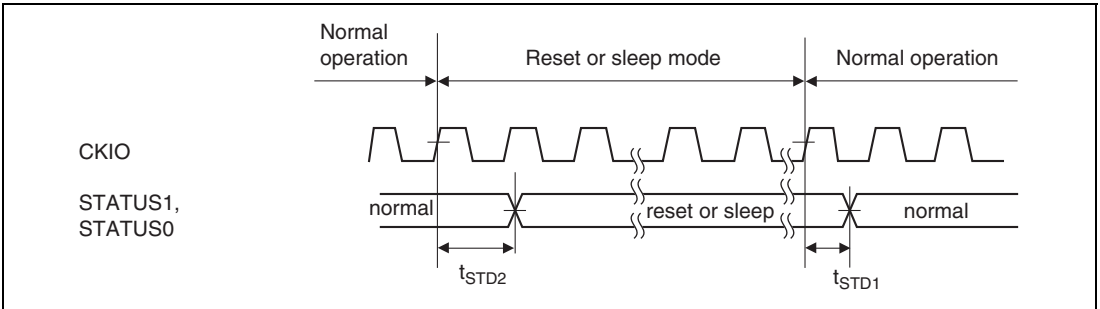 Normal
operation
Reset or sleep mode
Normal operation
CKIO
STATUS1,
STATUS0
normal
reset or sleep
normal
tSTD2
tSTD1